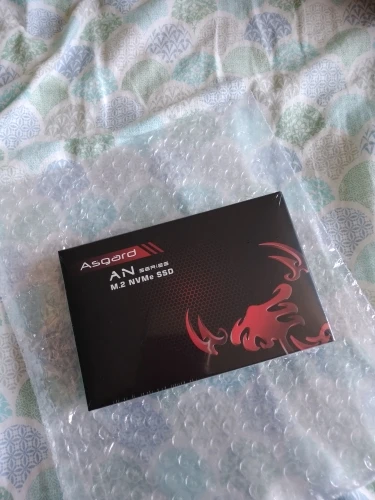 Asgard
AN SERIES
M.2 NVMe SSD